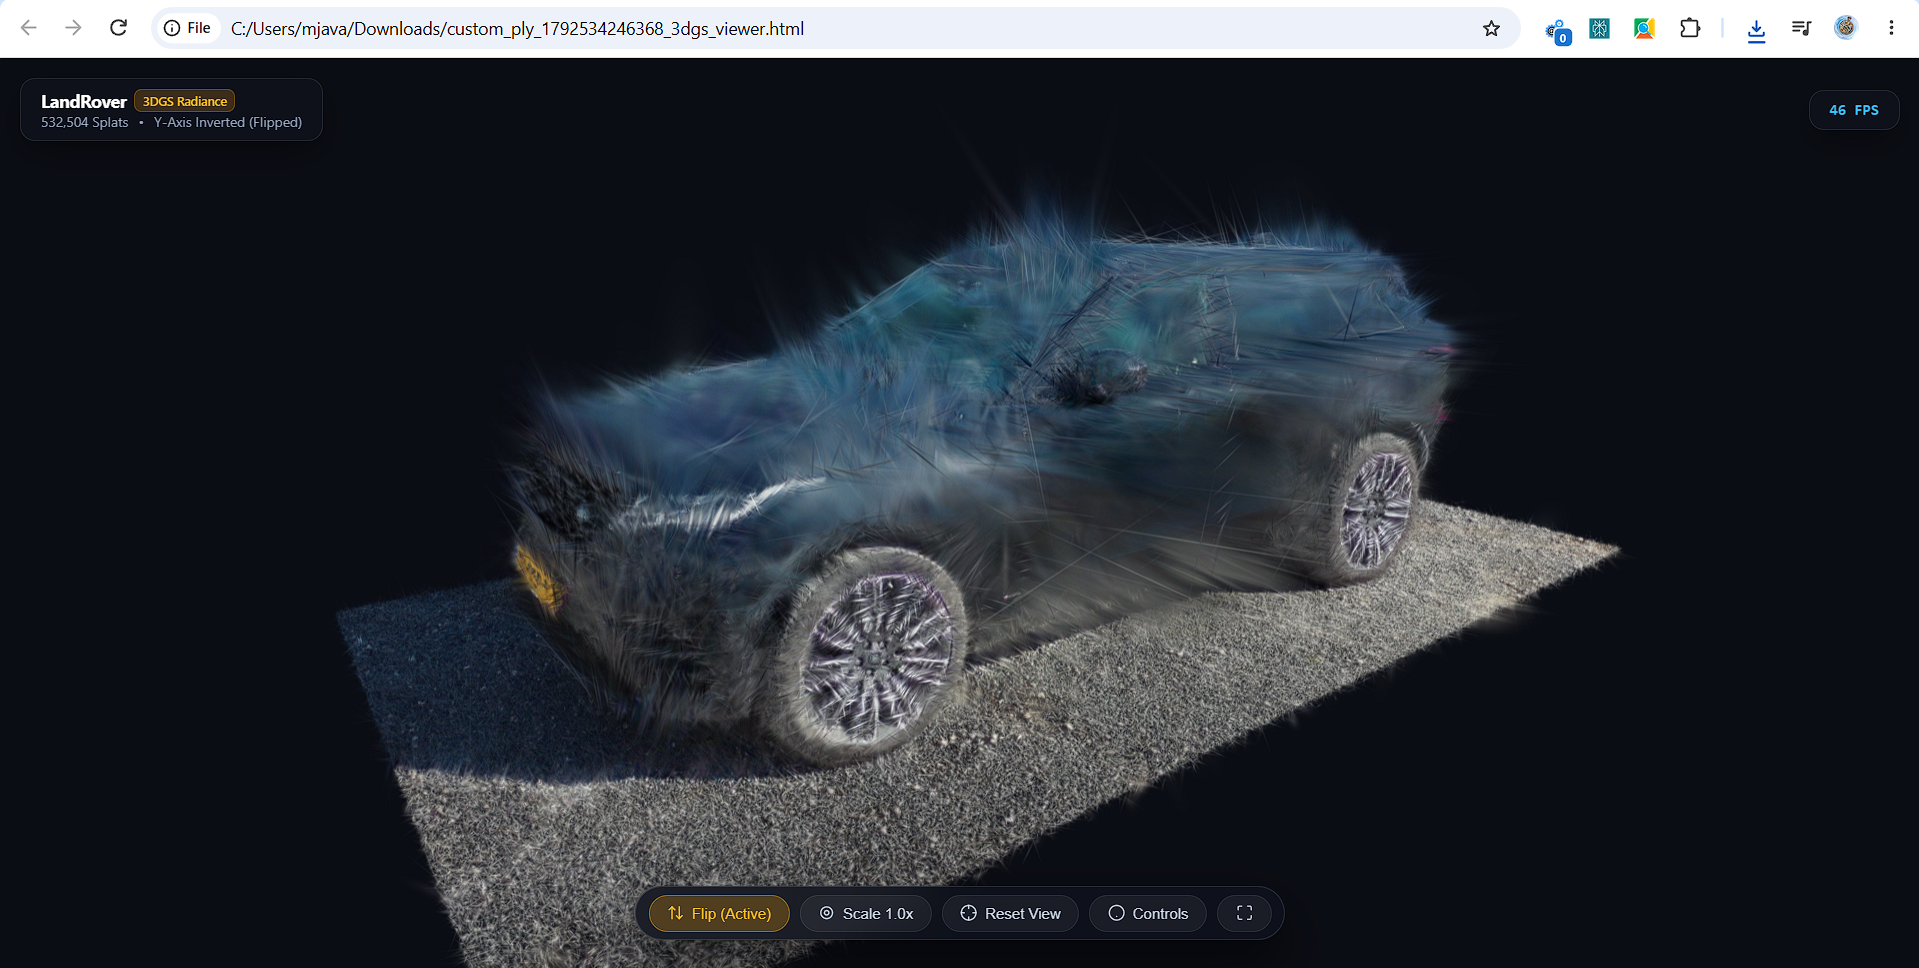 File
C:/Users/mjava/Downloads/custom_ply_1792534246368_3dgs_viewer.html
0
LandRover 3DGS Radiance
532,504 Splats • Y-Axis Inverted (Flipped)
46 FPS
Flip (Active)
Scale 1.0x
Reset View
Controls